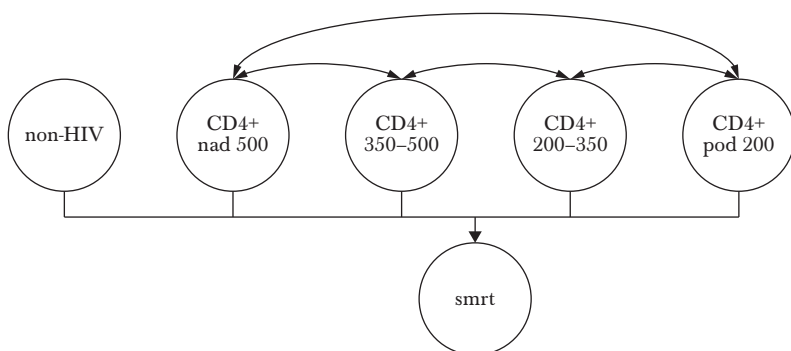 non-HIV
CD4+
nad 500
CD4+
350–500
CD4+
200–350
CD4+
pod 200
smrt